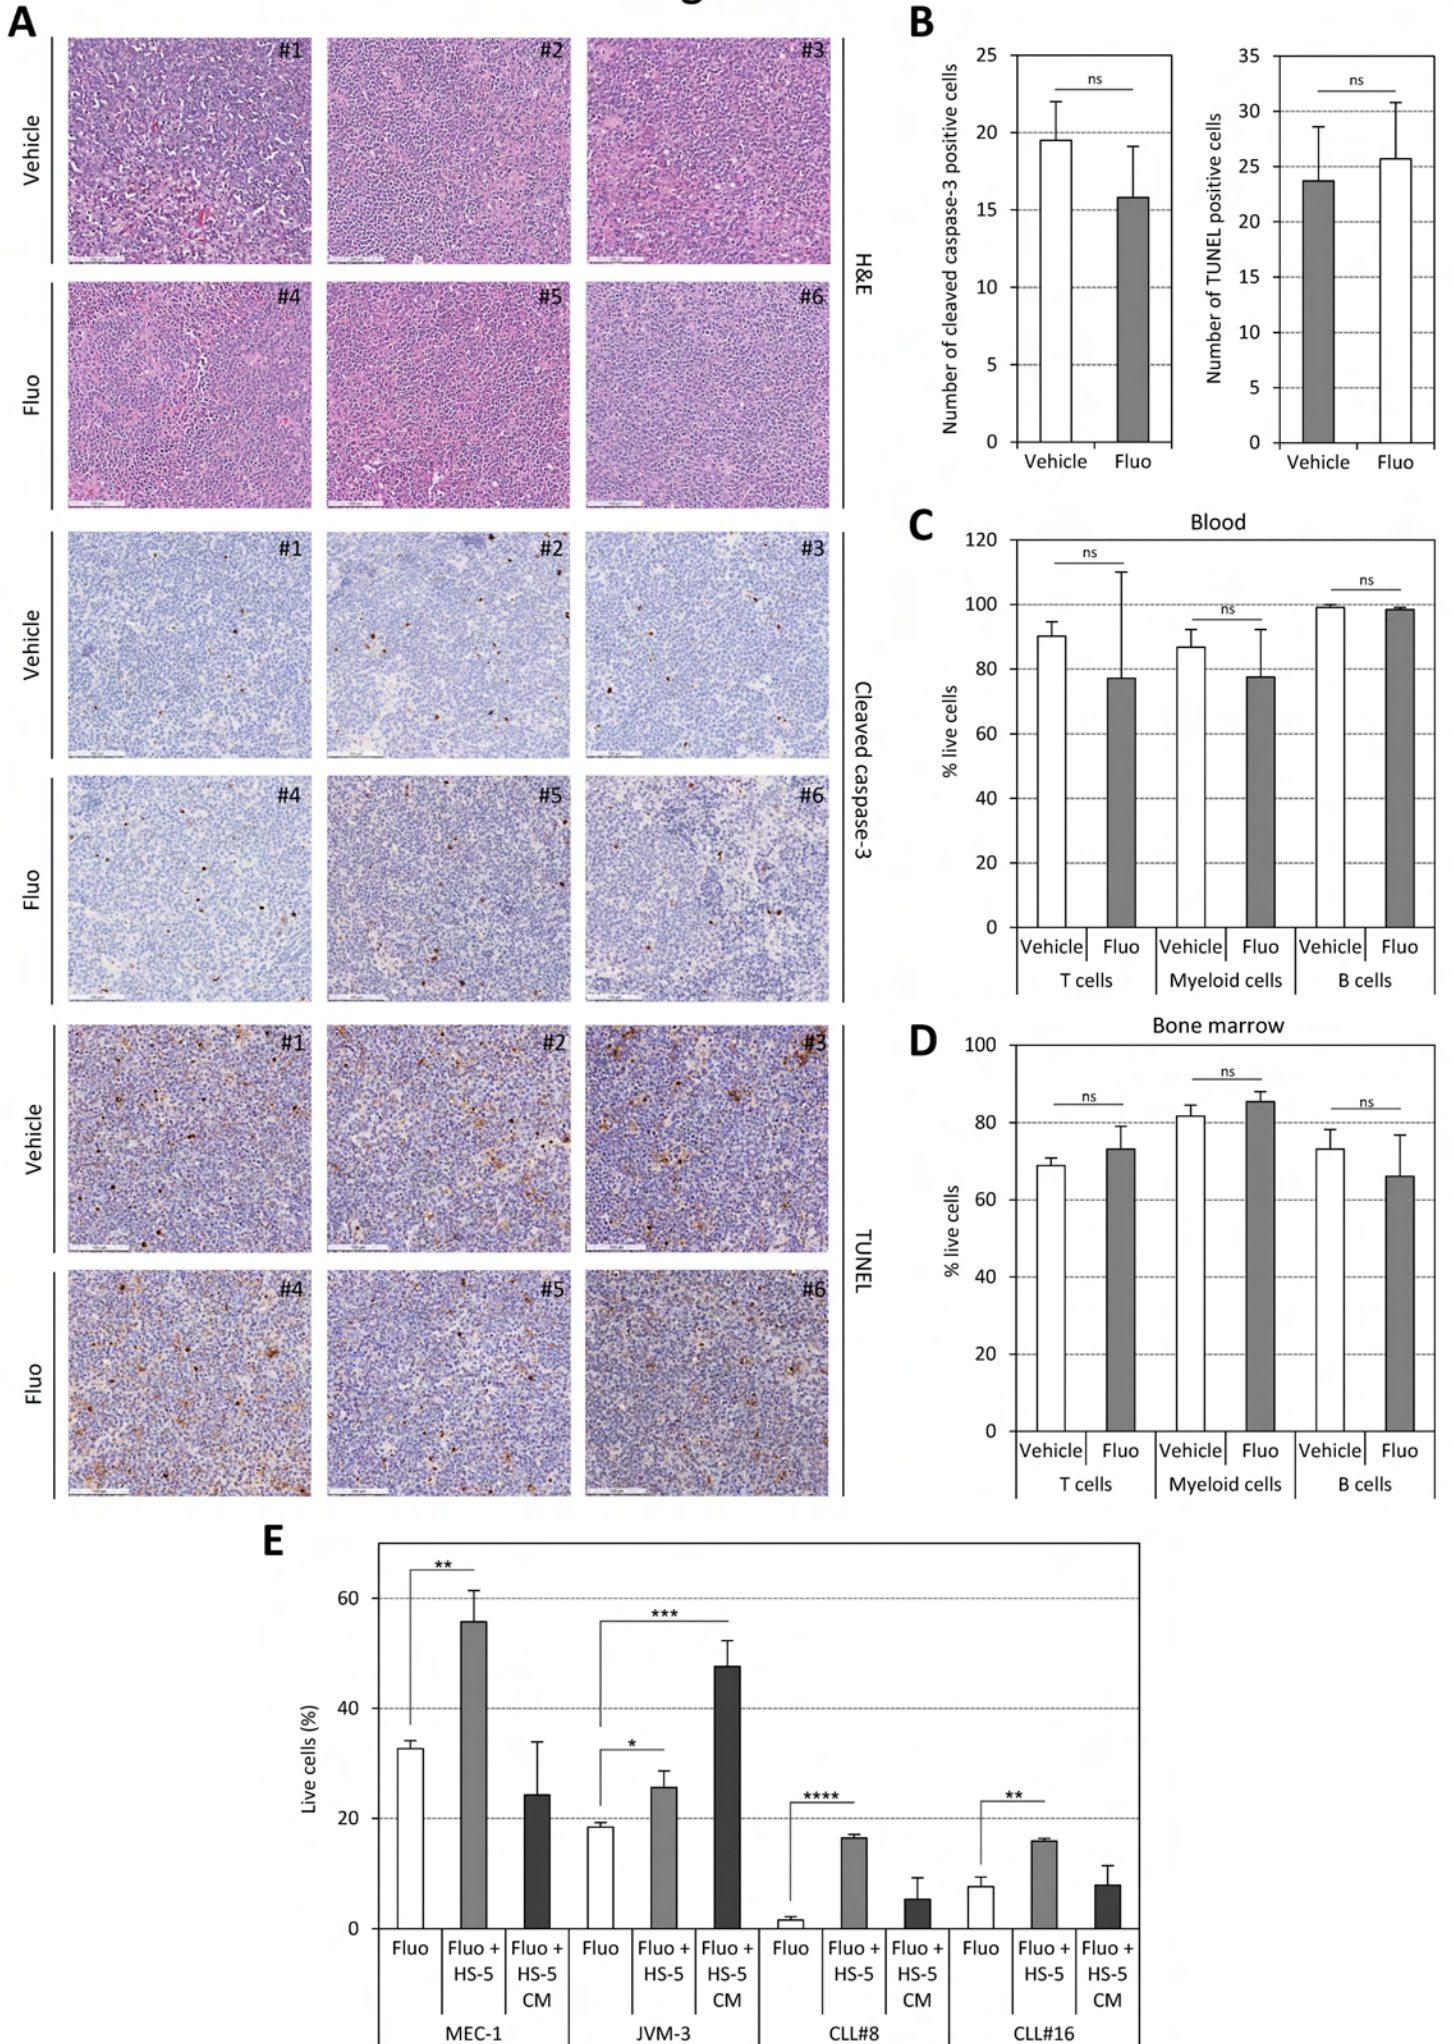 A
#1
#2
#3
Vehicle
#4
#5
#6
Fluo
H&E
#1
#2
#3
Vehicle
#4
#5
#6
Fluo
Cleaved caspase-3
#1
#2
#3
Vehicle
#4
#5
#6
Fluo
TUNEL
B
Number of cleaved caspase-3 positive cells
25
20
15
10
5
0
ns
Vehicle Fluo
Number of TUNEL positive cells
35
30
25
20
15
10
5
0
ns
Vehicle Fluo
C
Blood
% live cells
120
100
80
60
40
20
0
ns ns ns
Vehicle Fluo Vehicle Fluo Vehicle Fluo
T cells Myeloid cells B cells
D
Bone marrow
% live cells
100
80
60
40
20
0
ns ns ns
Vehicle Fluo Vehicle Fluo Vehicle Fluo
T cells Myeloid cells B cells
E
Live cells (%)
60
40
20
0
** * *** **** **
Fluo Fluo + HS-5 Fluo + HS-5 CM Fluo Fluo + HS-5 Fluo + HS-5 CM Fluo Fluo + HS-5 Fluo + HS-5 CM Fluo Fluo + HS-5 Fluo + HS-5 CM
MEC-1 JVM-3 CLL#8 CLL#16